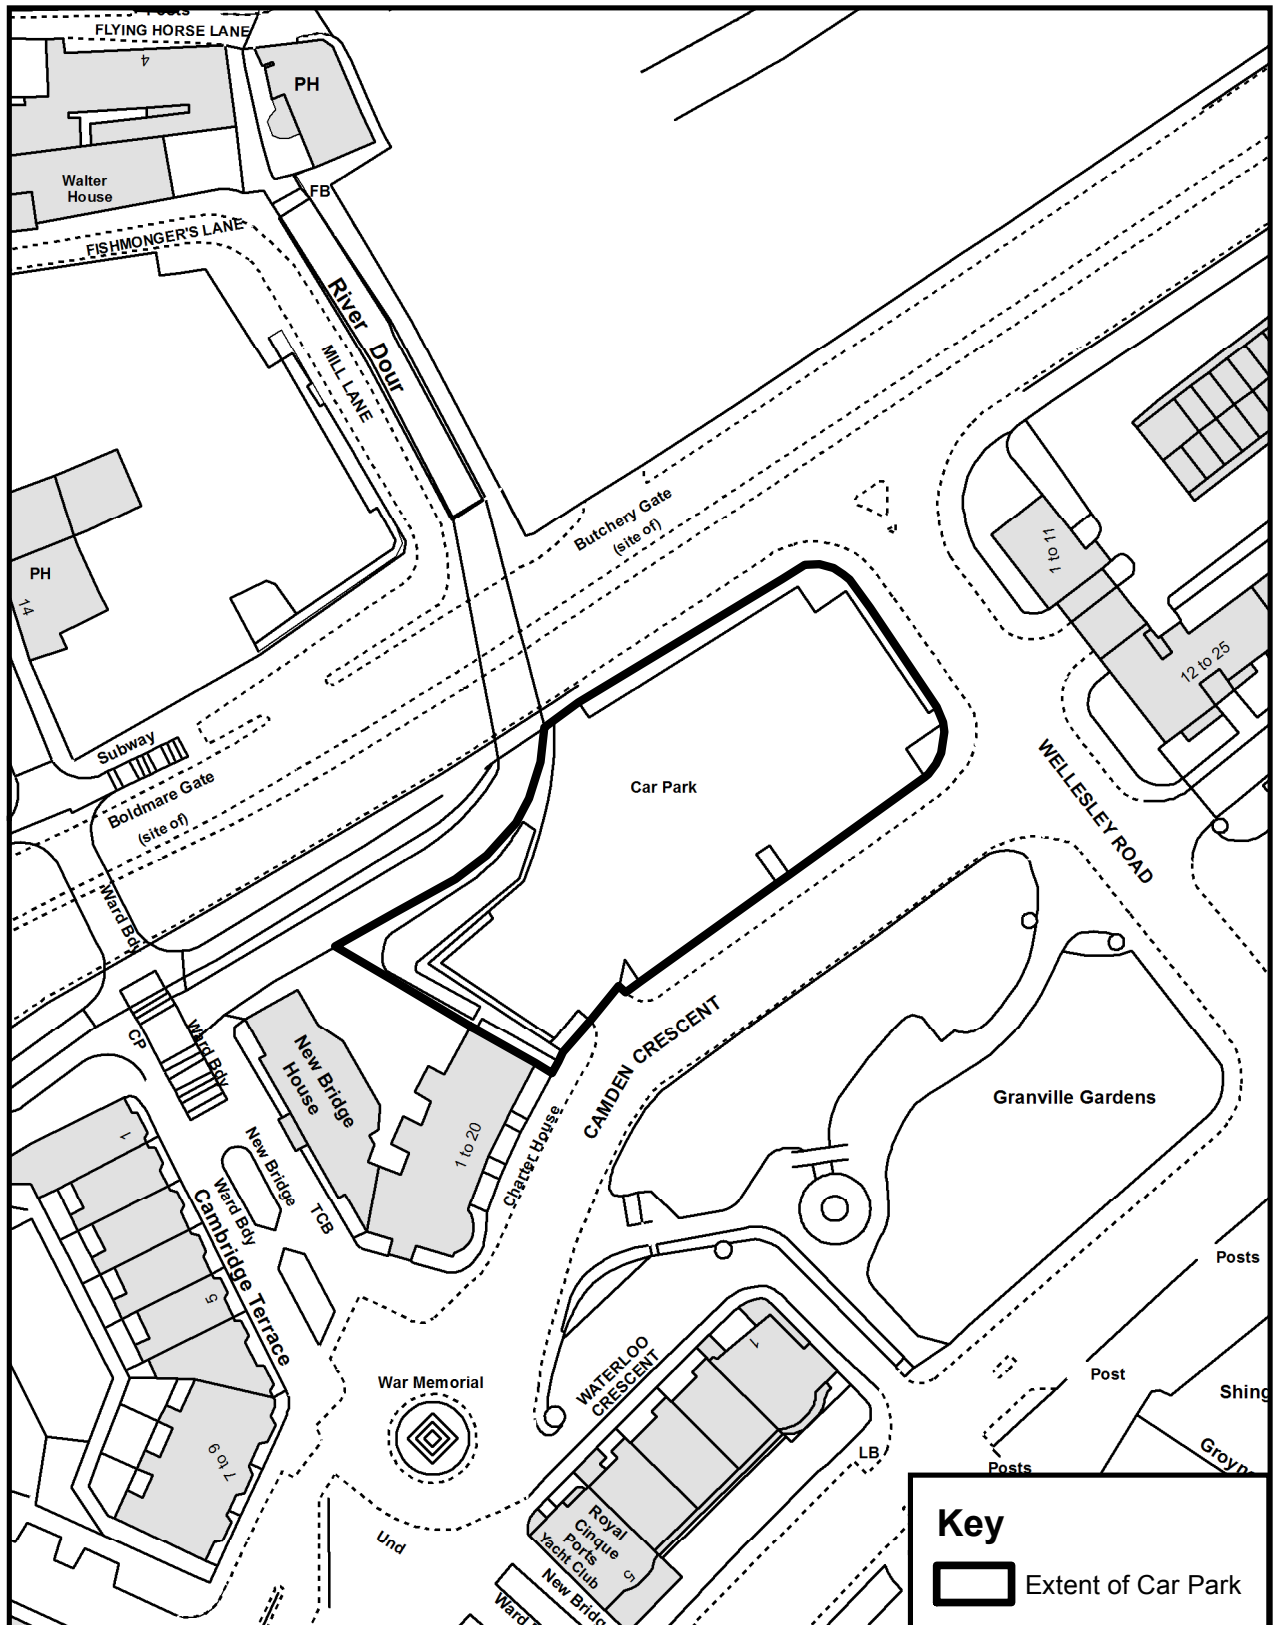 Posts
FLYING HORSE LANE
4
PH
Walter
House
FB
FISHMONGER'S LANE
River Dour
MILL LANE
PH
14
Butchery Gate
(site of)
1 to 11
12 to 25
Subway
Boldmare Gate
(site of)
Car Park
WELLESLEY ROAD
Ward Bdy
CP
Ward Bdy
New Bridge
House
1 to 20
Charter House
CAMDEN CRESCENT
Granville Gardens
1
New Bridge
Ward Bdy
TCB
Cambridge Terrace
5
7 to 9
War Memorial
WATERLOO
CRESCENT
1
Posts
Post
Shing
Groyne
Posts
LB
Und
Royal
Cinque
Ports
Yacht Club
5
New Bridg
Ward
Key
Extent of Car Park